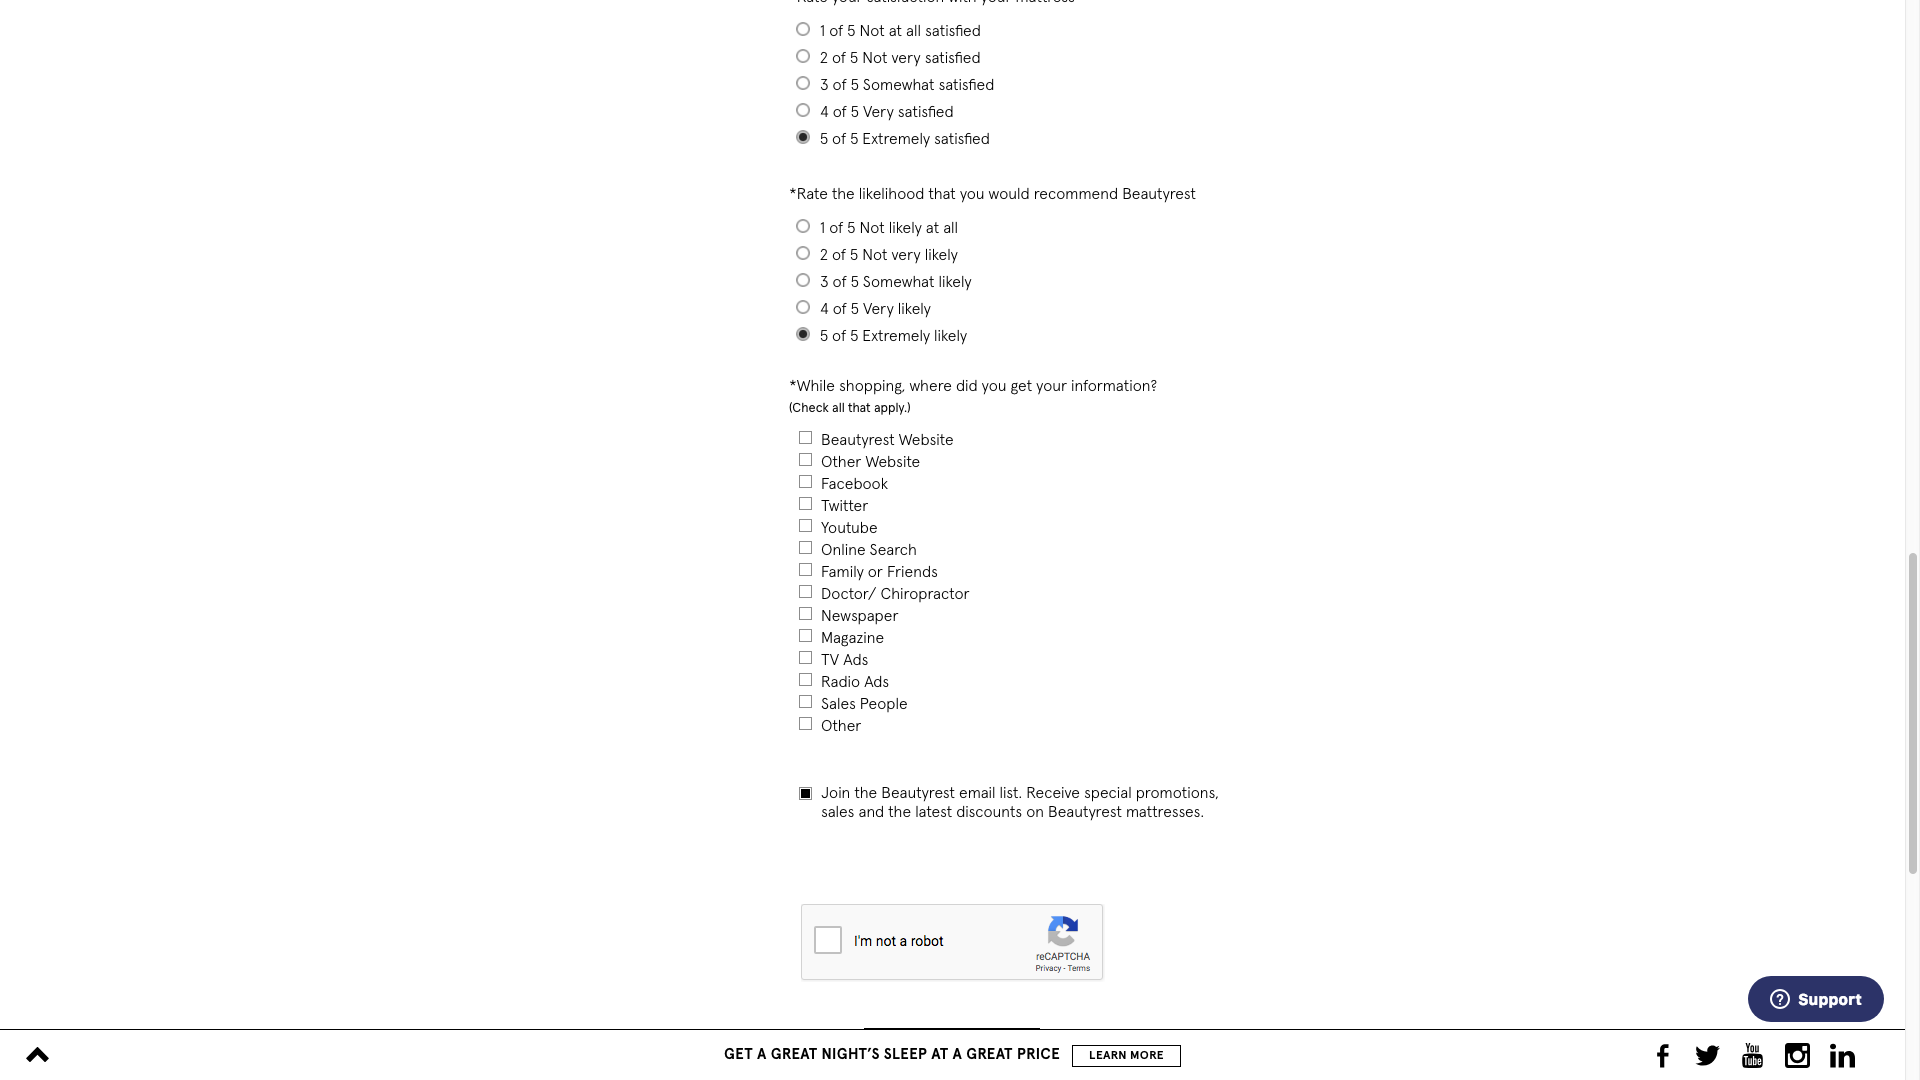 Rate your satisfaction with your mattress
1 of 5 Not at all satisfied
2 of 5 Not very satisfied
3 of 5 Somewhat satisfied
4 of 5 Very satisfied
5 of 5 Extremely satisfied
*Rate the likelihood that you would recommend Beautyrest
1 of 5 Not likely at all
2 of 5 Not very likely
3 of 5 Somewhat likely
4 of 5 Very likely
5 of 5 Extremely likely
*While shopping, where did you get your information?
(Check all that apply.)
Beautyrest Website
Other Website
Facebook
Twitter
Youtube
Online Search
Family or Friends
Doctor/ Chiropractor
Newspaper
Magazine
TV Ads
Radio Ads
Sales People
Other
Join the Beautyrest email list. Receive special promotions,
sales and the latest discounts on Beautyrest mattresses.
I'm not a robot
reCAPTCHA
Privacy - Terms
? Support
GET A GREAT NIGHT’S SLEEP AT A GREAT PRICE LEARN MORE
You
Tube